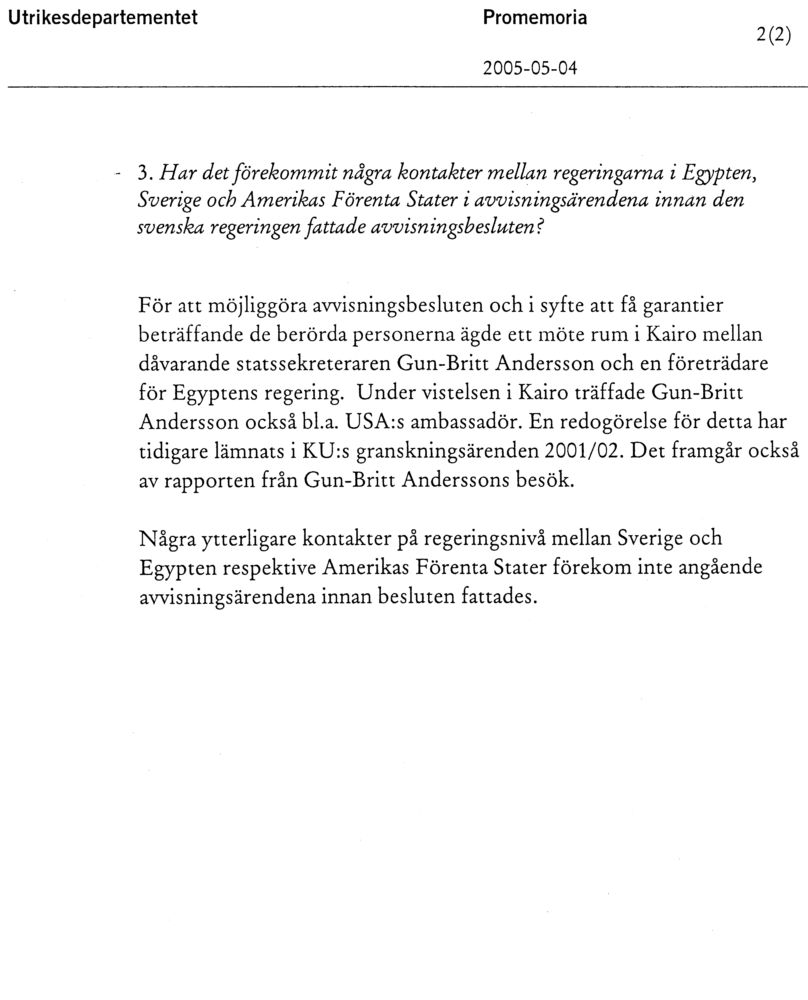 Utrikesdepartementet
Promemoria
2(2)
2005-05-04
- 3. Har det förekommit några kontakter mellan regeringarna i Egypten,
Sverige och Amerikas Förenta Stater i avvisningsärendena innan den
svenska regeringen fattade avvisningsbesluten?
För att möjliggöra avvisningsbesluten och i syfte att få garantier
beträffande de berörda personerna ägde ett möte rum i Kairo mellan
dåvarande statssekreteraren Gun-Britt Andersson och en företrädare
för Egyptens regering. Under vistelsen i Kairo träffade Gun-Britt
Andersson också bl.a. USA:s ambassadör. En redogörelse för detta har
tidigare lämnats i KU:s granskningsärenden 2001/02. Det framgår också
av rapporten från Gun-Britt Anderssons besök.
Några ytterligare kontakter på regeringsnivå mellan Sverige och
Egypten respektive Amerikas Förenta Stater förekom inte angående
avvisningsärendena innan besluten fattades.